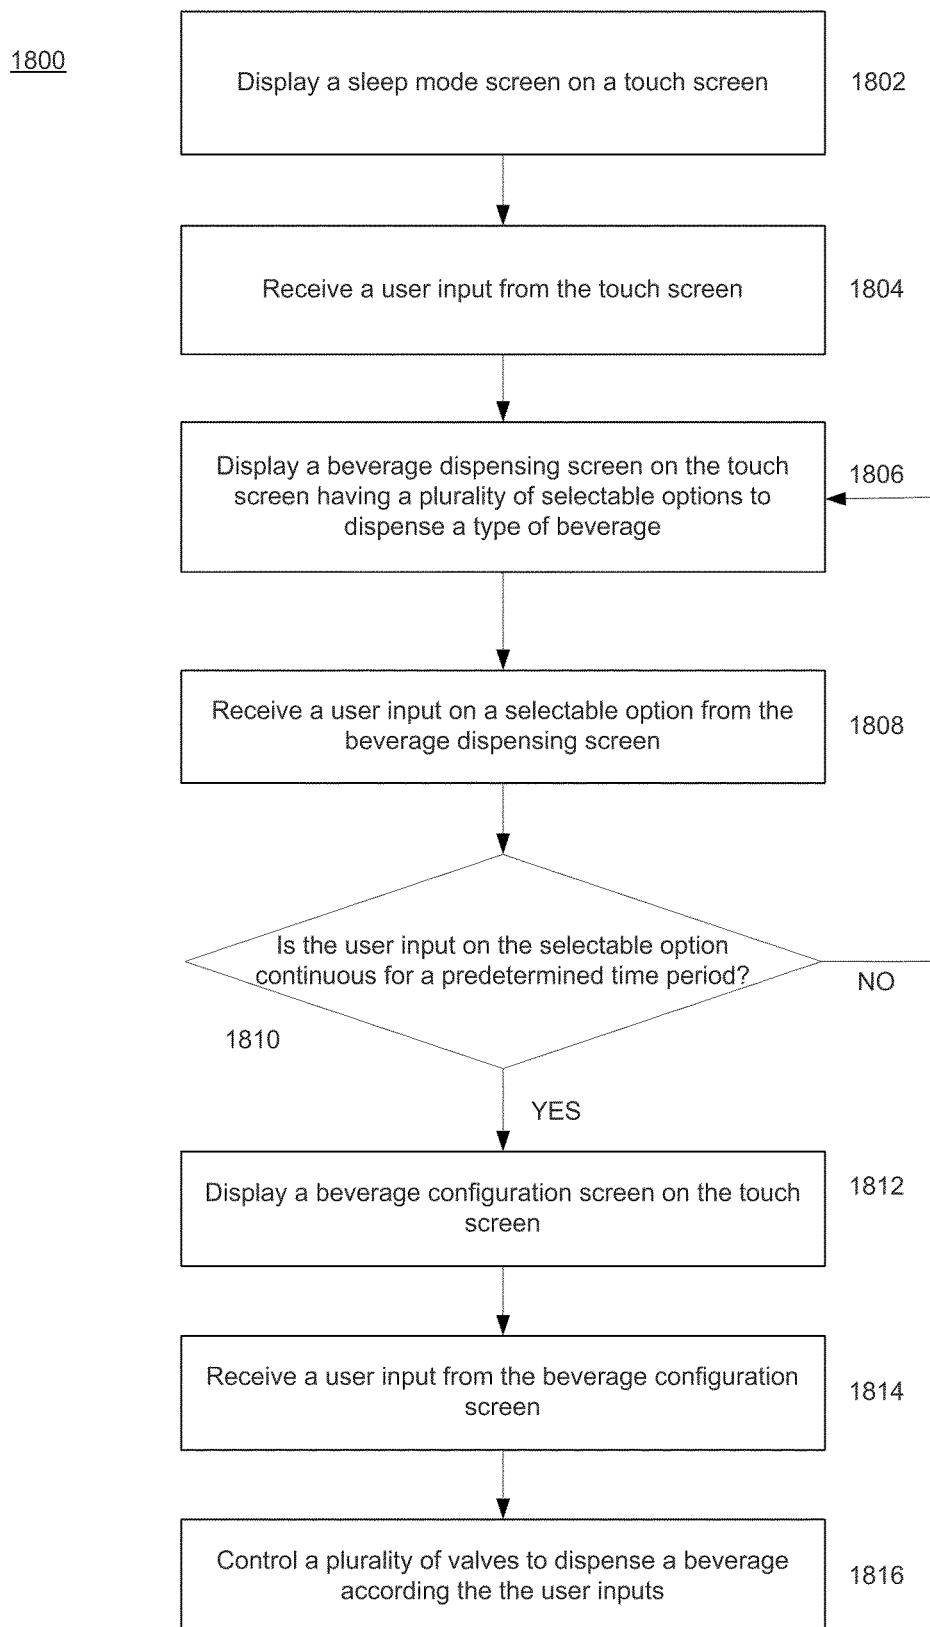 1800
Display a sleep mode screen on a touch screen
1802
Receive a user input from the touch screen
1804
Display a beverage dispensing screen on the touch
screen having a plurality of selectable options to
dispense a type of beverage
1806
Receive a user input on a selectable option from the
beverage dispensing screen
1808
Is the user input on the selectable option
continuous for a predetermined time period?
NO
1810
YES
Display a beverage configuration screen on the touch
screen
1812
Receive a user input from the beverage configuration
screen
1814
Control a plurality of valves to dispense a beverage
according the the user inputs
1816